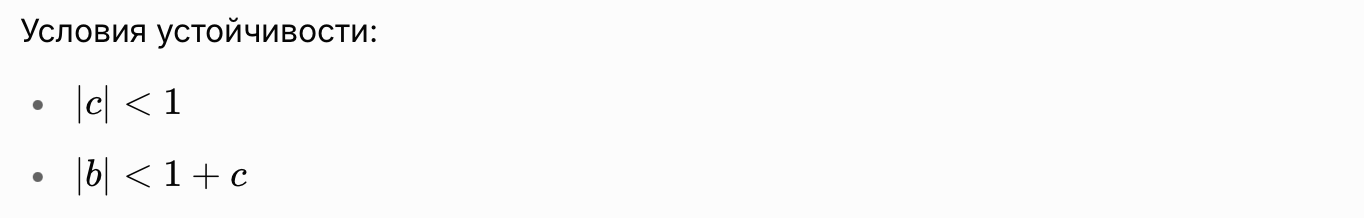 Условия устойчивости:
• |c| < 1
• |b| < 1 + c